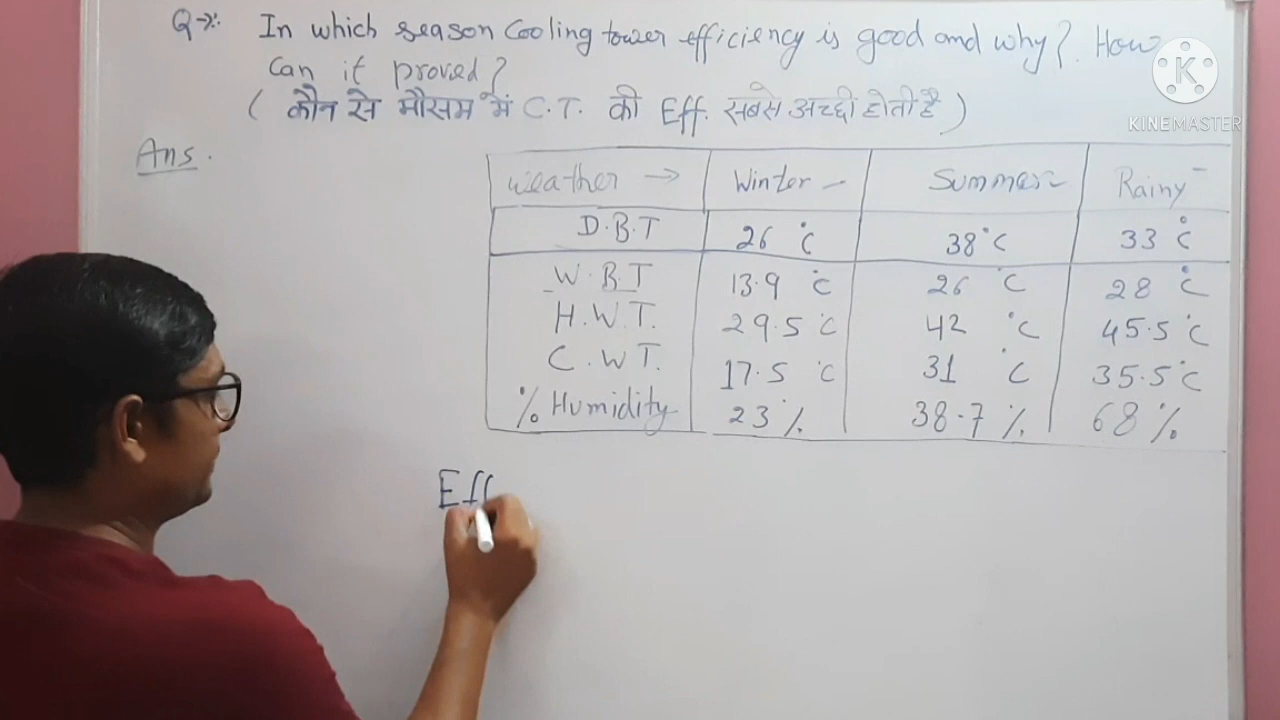 Q→: In which season Cooling tower efficiency is good and why? How
can it proved?
( कौन से मौसम में C.T. की Eff. सबसे अच्छी होती है )
Ans.
Weather → Winter Summer Rainy
D.B.T 26 °C 38°C 33 °C
W.B.T 13.9 °C 26 °C 28 °C
H.W.T. 29.5 °C 42 °C 45.5 °C
C.W.T. 17.5 °C 31 °C 35.5°C
% Humidity 23 % 38.7 % 68 %
Eff
K
KINEMASTER